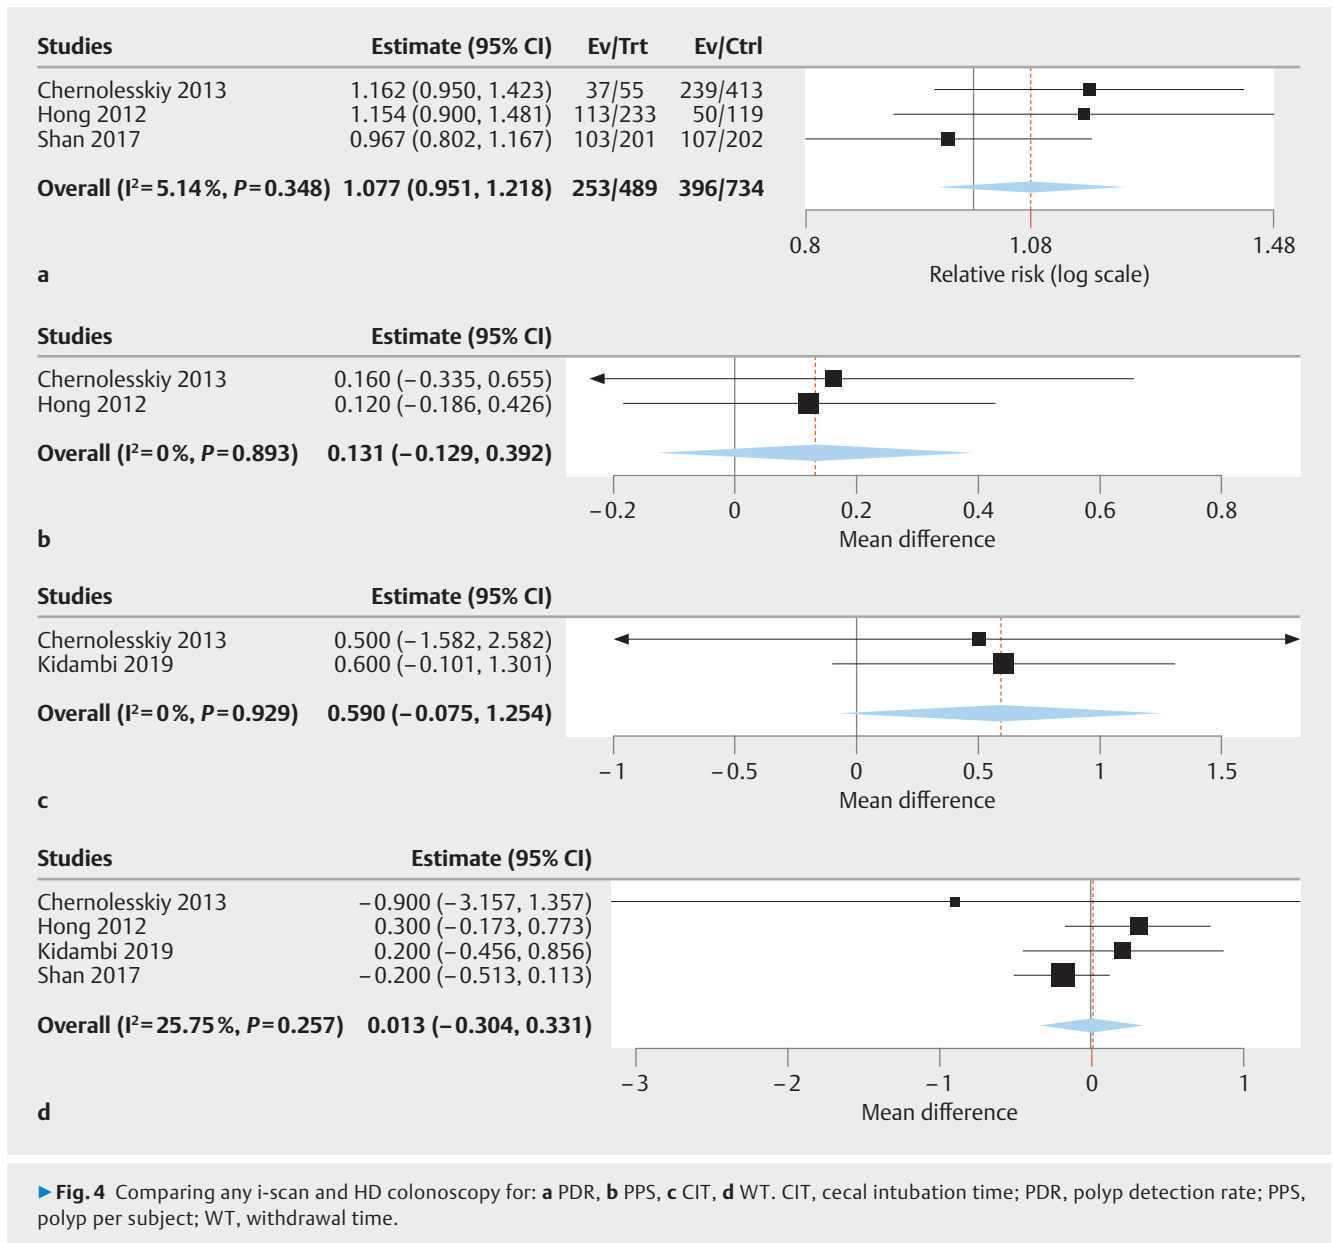 Studies Estimate (95% CI) Ev/Trt Ev/Ctrl
Chernolesskiy 2013 1.162 (0.950, 1.423) 37/55 239/413
Hong 2012 1.154 (0.900, 1.481) 113/233 50/119
Shan 2017 0.967 (0.802, 1.167) 103/201 107/202
Overall (I²=5.14%, P=0.348) 1.077 (0.951, 1.218) 253/489 396/734
0.8 1.08 1.48
Relative risk (log scale)
a
Studies Estimate (95% CI)
Chernolesskiy 2013 0.160 (−0.335, 0.655)
Hong 2012 0.120 (−0.186, 0.426)
Overall (I²=0%, P=0.893) 0.131 (−0.129, 0.392)
−0.2 0 0.2 0.4 0.6 0.8
Mean difference
b
Studies Estimate (95% CI)
Chernolesskiy 2013 0.500 (−1.582, 2.582)
Kidambi 2019 0.600 (−0.101, 1.301)
Overall (I²=0%, P=0.929) 0.590 (−0.075, 1.254)
−1 −0.5 0 0.5 1 1.5
Mean difference
c
Studies Estimate (95% CI)
Chernolesskiy 2013 −0.900 (−3.157, 1.357)
Hong 2012 0.300 (−0.173, 0.773)
Kidambi 2019 0.200 (−0.456, 0.856)
Shan 2017 −0.200 (−0.513, 0.113)
Overall (I²=25.75%, P=0.257) 0.013 (−0.304, 0.331)
−3 −2 −1 0 1
Mean difference
d
▶ Fig. 4 Comparing any i-scan and HD colonoscopy for: a PDR, b PPS, c CIT, d WT. CIT, cecal intubation time; PDR, polyp detection rate; PPS,
polyp per subject; WT, withdrawal time.